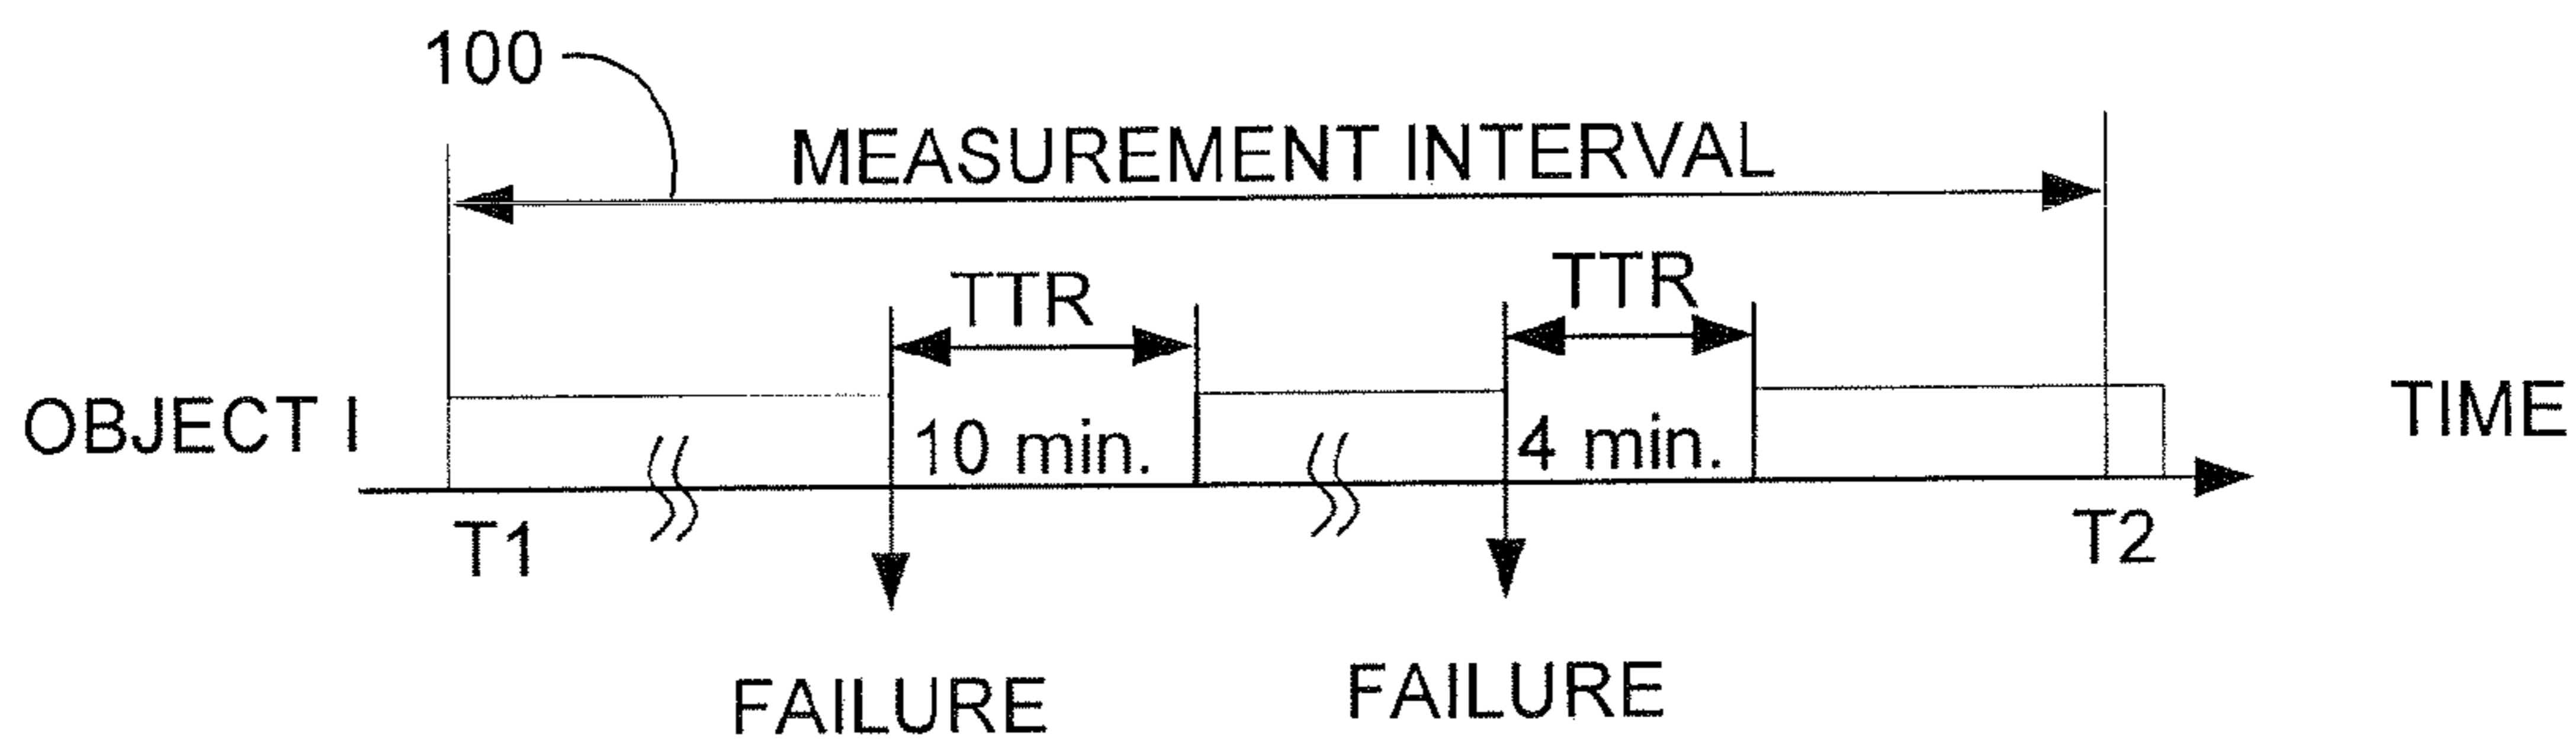 100
MEASUREMENT INTERVAL
TTR
TTR
OBJECT I
10 min.
4 min.
TIME
T1
T2
FAILURE
FAILURE